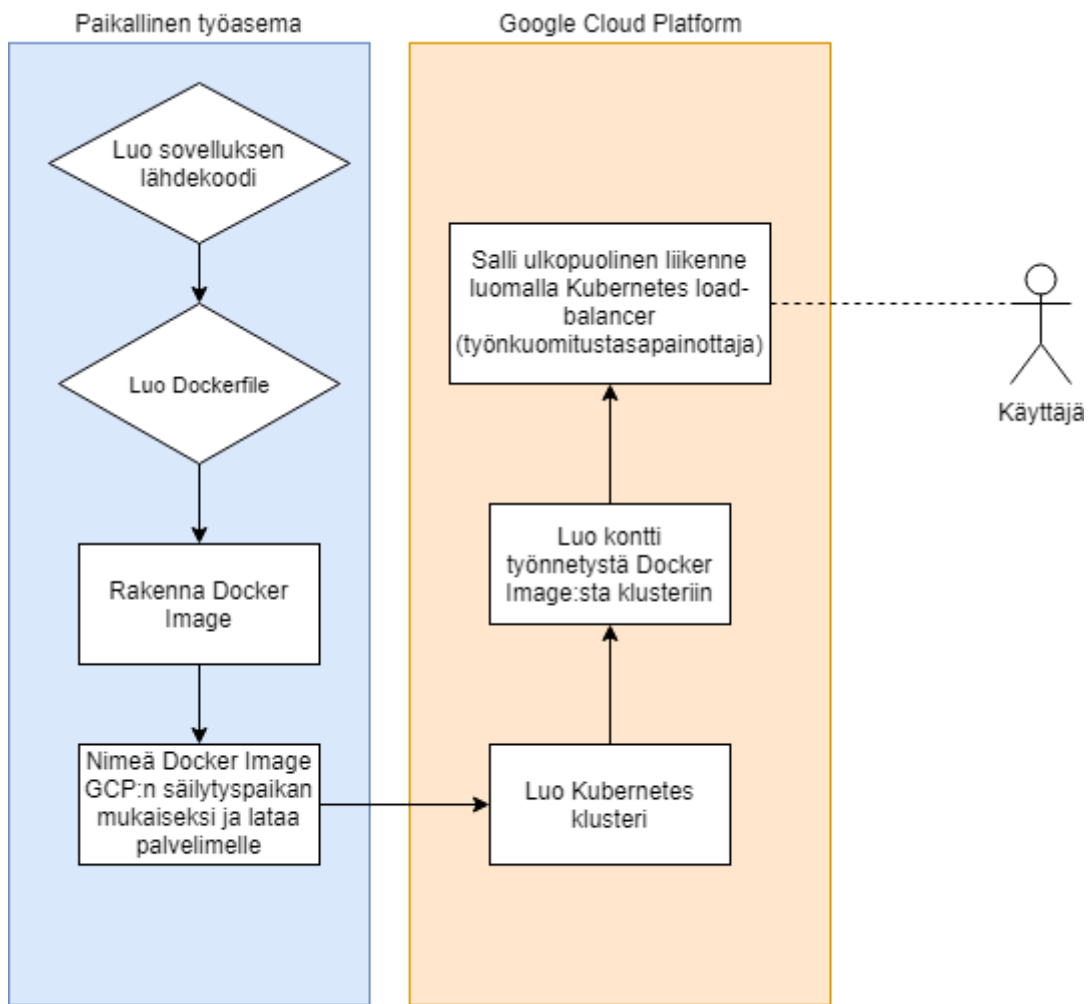 Paikallinen työasema
Google Cloud Platform
Luo sovelluksen
lähdekoodi
Luo Dockerfile
Rakenna Docker
Image
Nimeä Docker Image
GCP:n säilytyspaikan
mukaiseksi ja lataa
palvelimelle
Luo Kubernetes
klusteri
Luo kontti
työnnetystä Docker
Image:sta klusteriin
Salli ulkopuolinen liikenne
luomalla Kubernetes load-
balancer
(työnkuomitustasapainottaja)
Käyttäjä